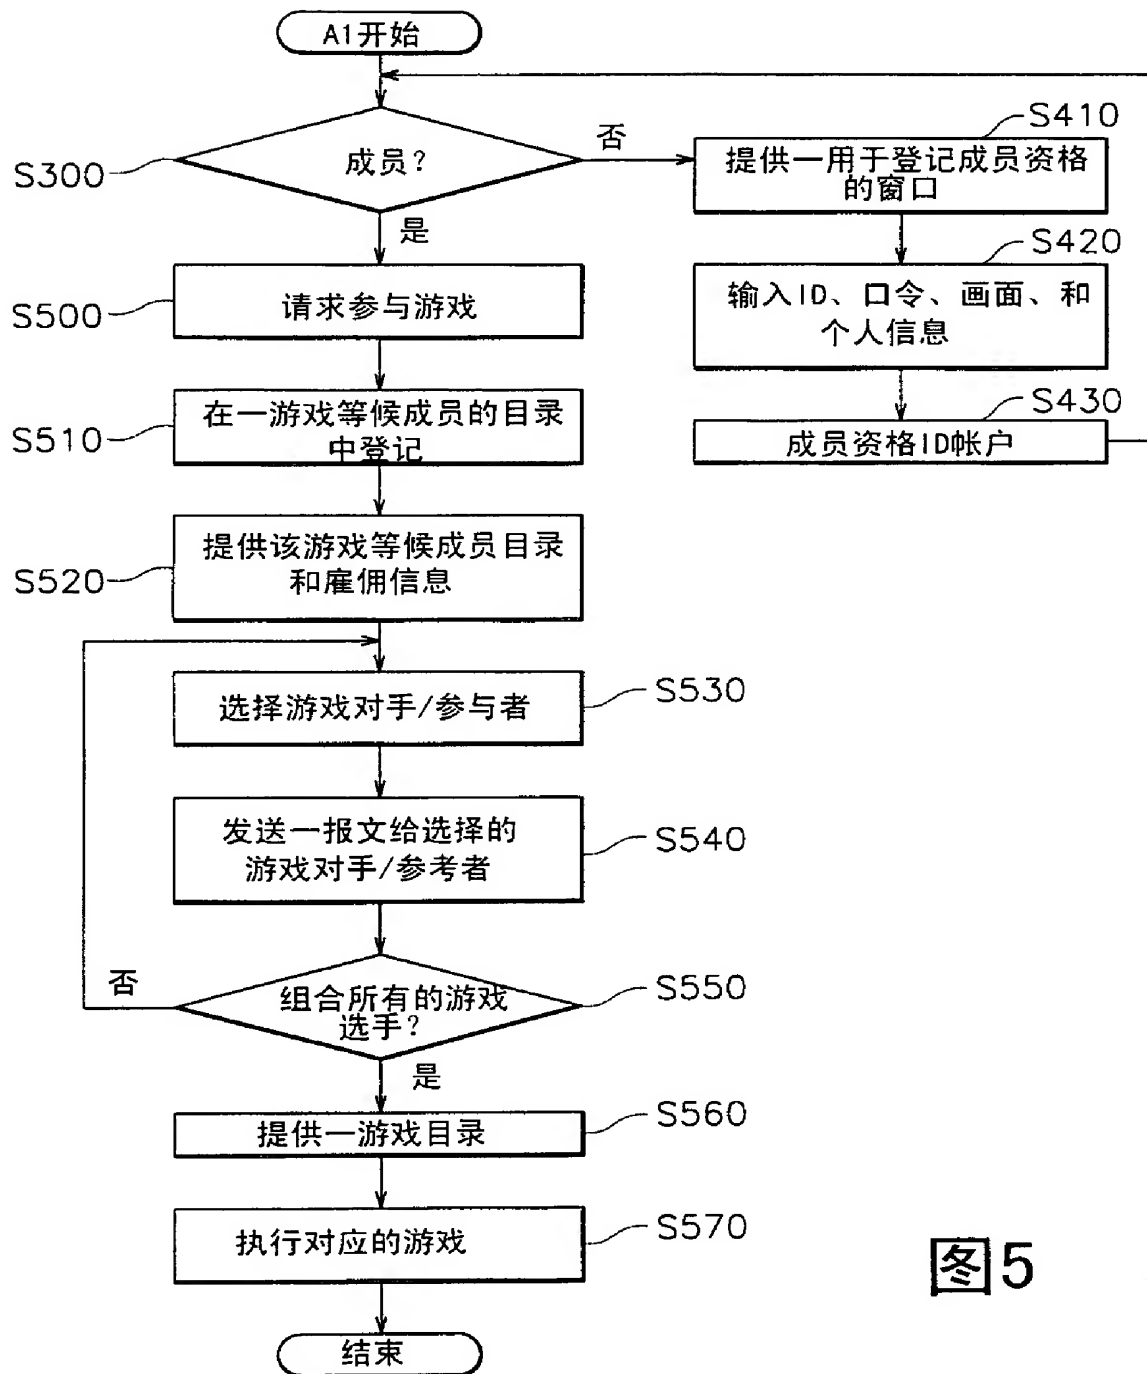 A1开始
成员?
S300
否
是
S410
提供一用于登记成员资格
的窗口
S420
输入ID、口令、画面、和
个人信息
S430
成员资格ID帐户
请求参与游戏
S500
在一游戏等候成员的目录
中登记
S510
提供该游戏等候成员目录
和雇佣信息
S520
选择游戏对手/参与者
S530
发送一报文给选择的
游戏对手/参考者
S540
组合所有的游戏
选手?
S550
否
是
提供一游戏目录
S560
执行对应的游戏
S570
结束
图5